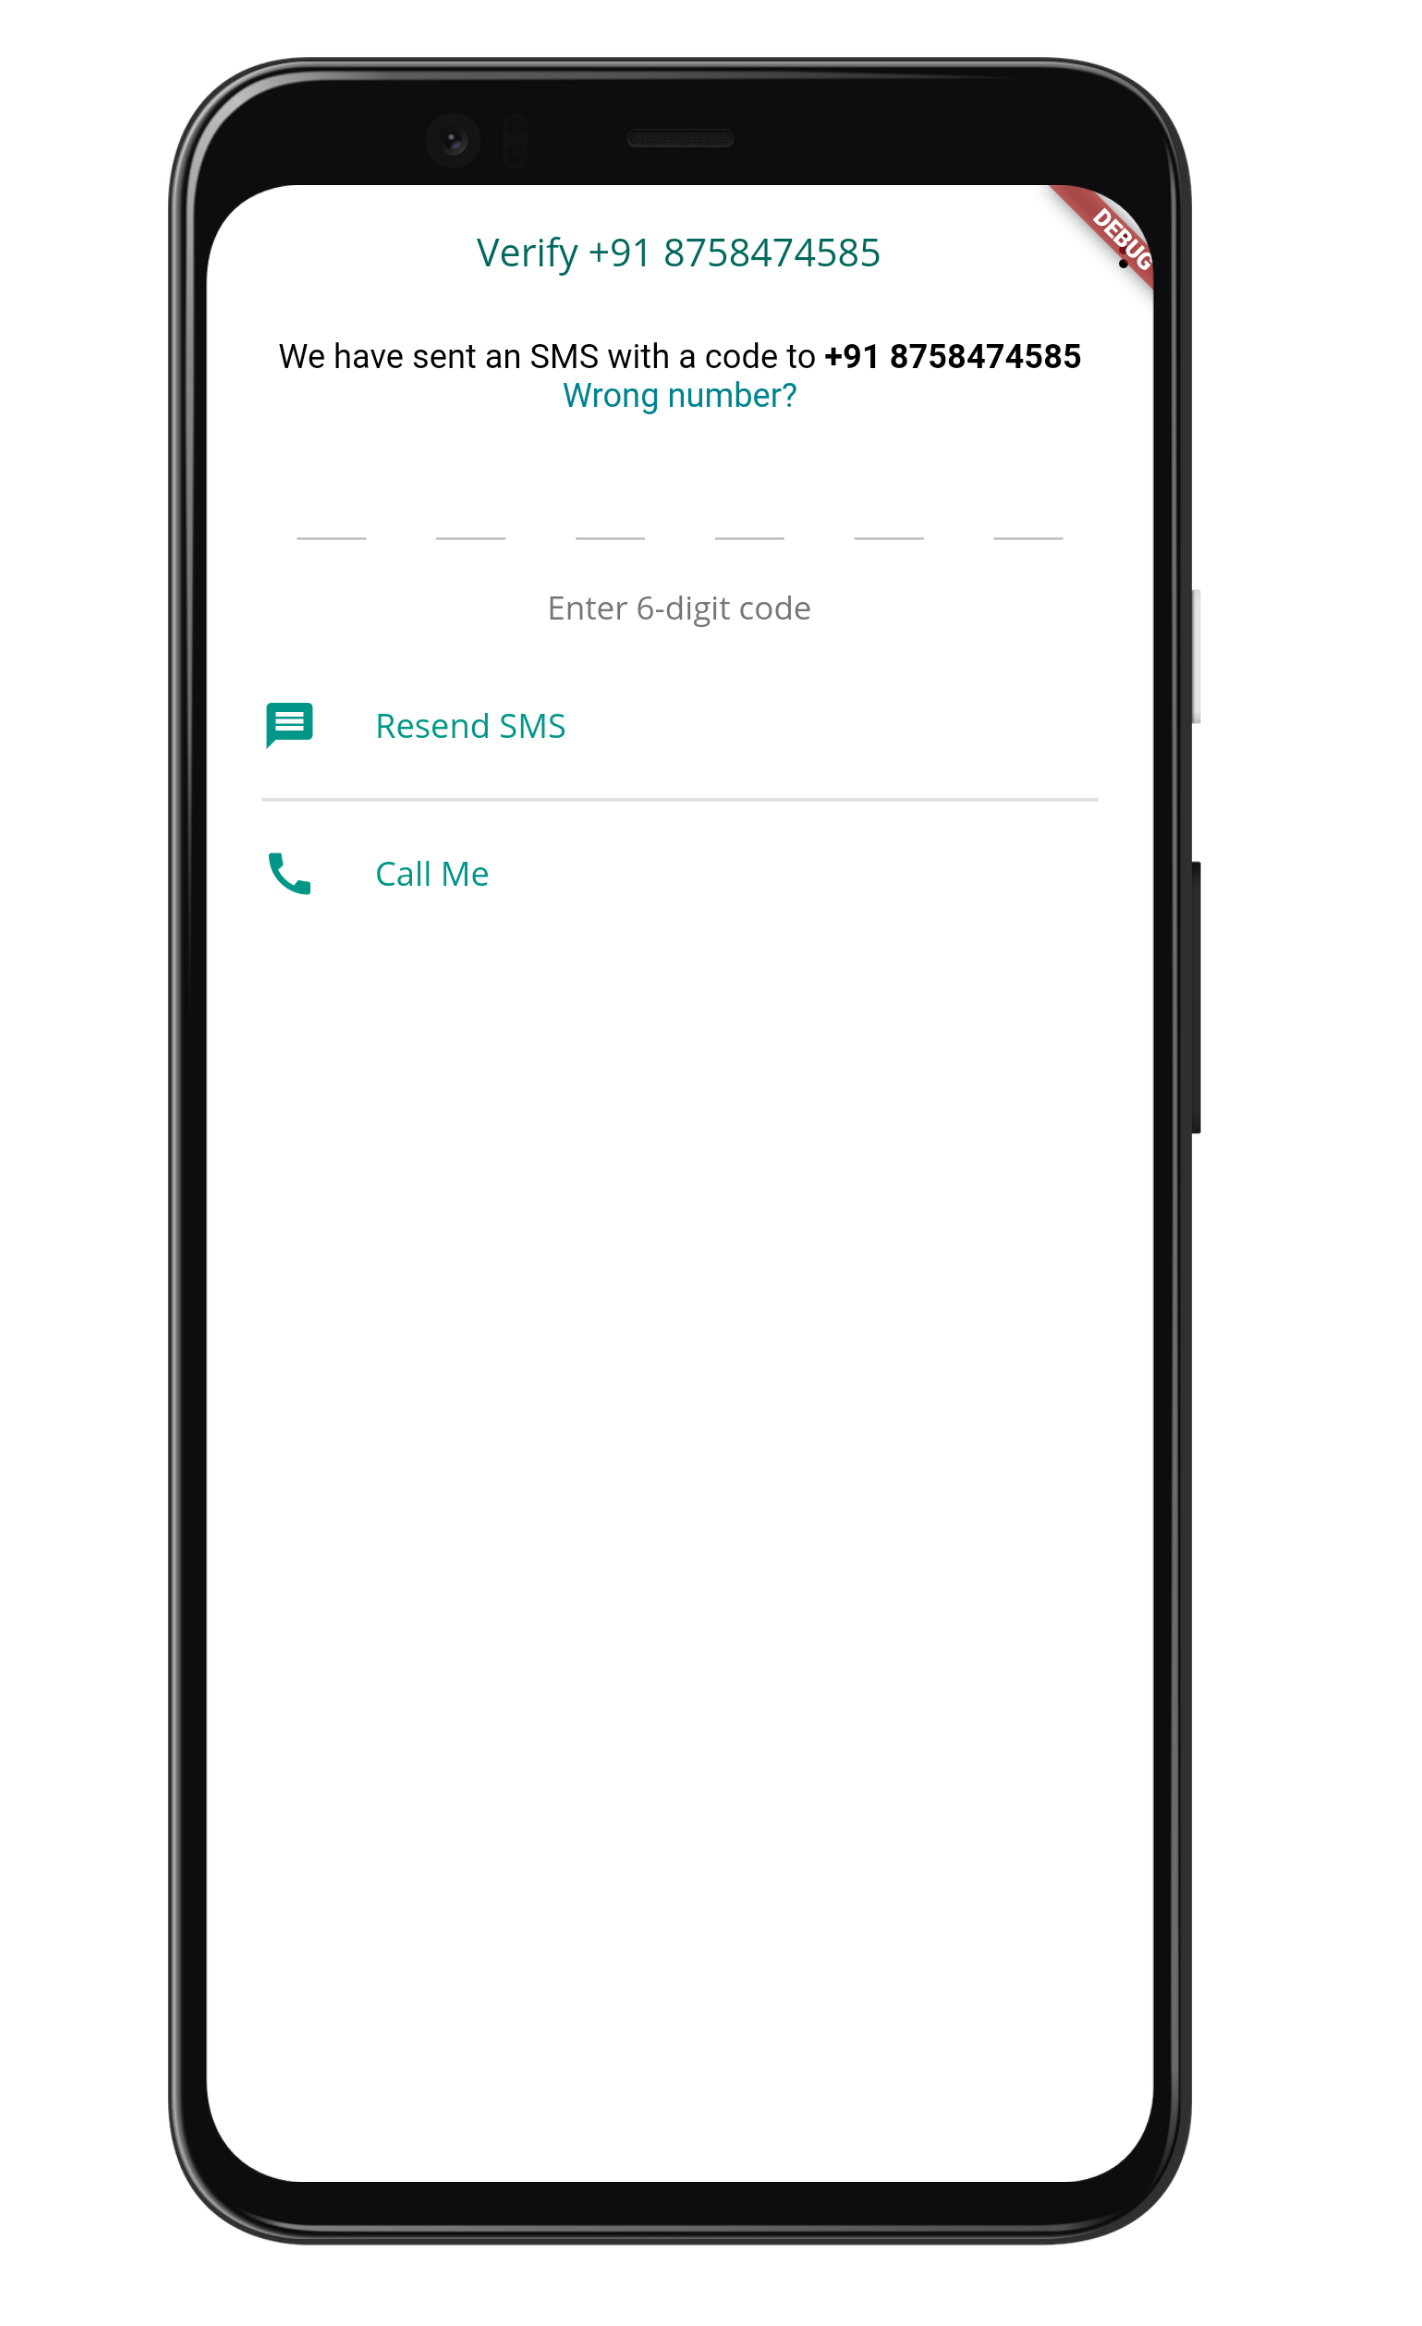 Verify +91 8758474585
DEBUG
We have sent an SMS with a code to +91 8758474585
Wrong number?
Enter 6-digit code
Resend SMS
Call Me